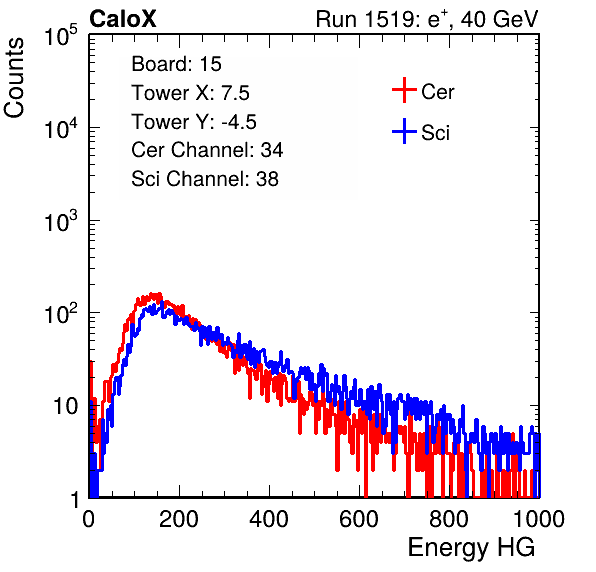 CaloX Run 1519: e⁺, 40 GeV
Board: 15
Tower X: 7.5
Tower Y: -4.5
Cer Channel: 34
Sci Channel: 38
Cer
Sci
Counts
10⁵
10⁴
10³
10²
10
1
0 200 400 600 800 1000
Energy HG